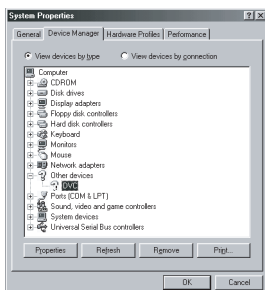 System Properties
General Device Manager Hardware Profiles Performance
View devices by type View devices by connection
Computer
CDROM
Disk drives
Display adapters
Floppy disk controllers
Hard disk controllers
Keyboard
Monitors
Mouse
Network adapters
Other devices
DVC
Ports (COM & LPT)
Sound, video and game controllers
System devices
Universal Serial Bus controllers
Properties Refresh Remove Print...
OK Cancel